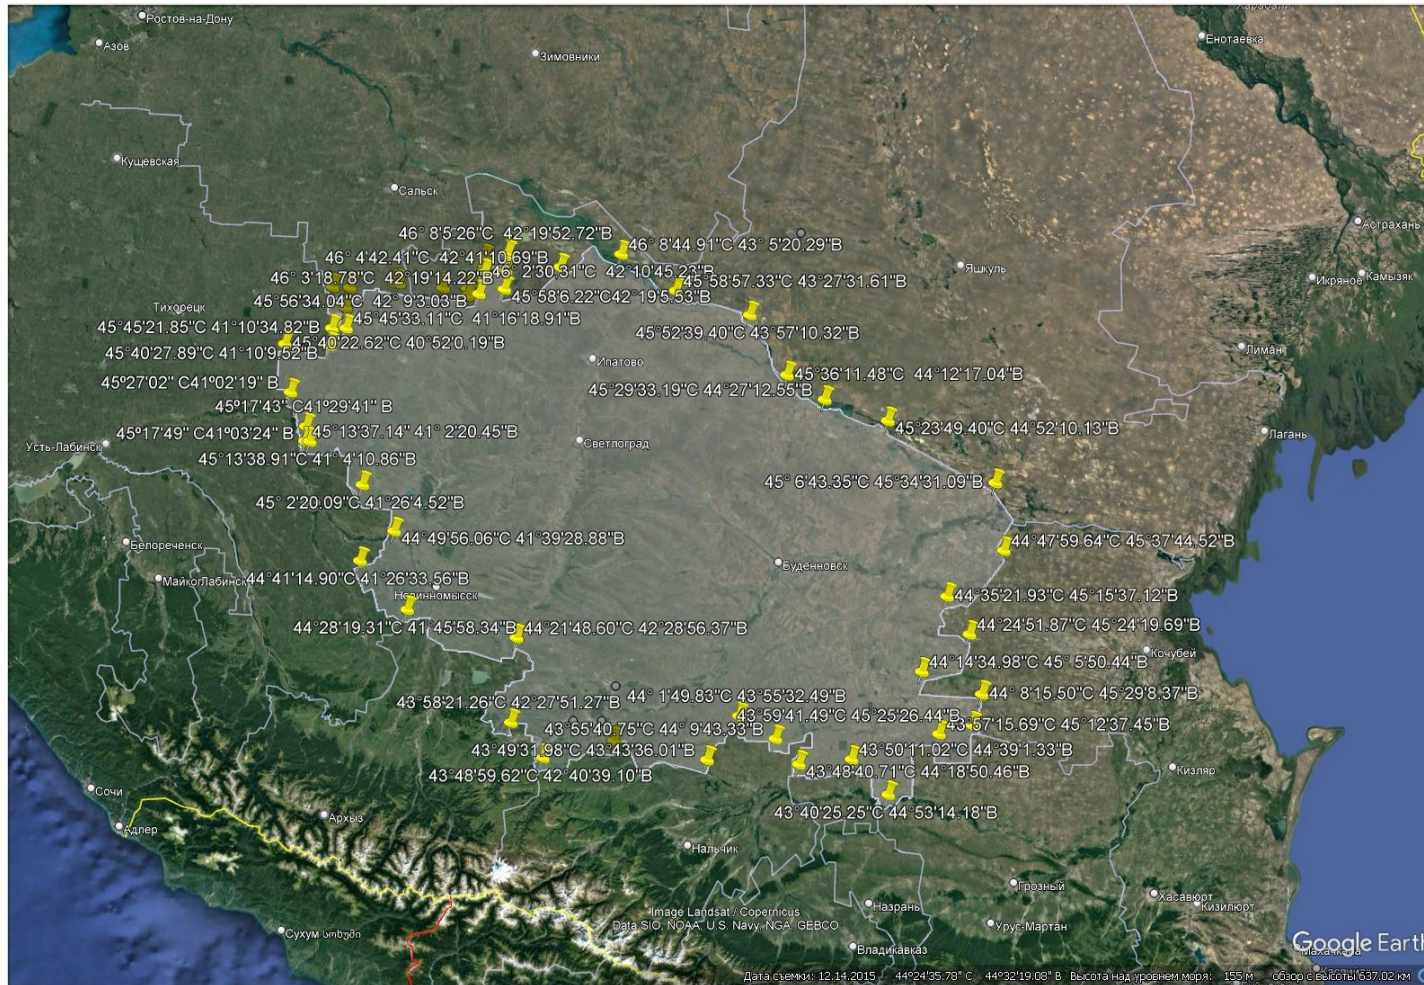 Ростов-на-Дону
Азов
Зимовники
Енотаевка
Кущевская
Сальск
Астрахань
46° 8'5.26"С 42°19'52.72"В
46° 8'44.91"С 43° 5'20.29"В
46° 4'42.41"С 42°41'10.69"В
Яшкуль
46° 2'30.31"С 42°10'45.23"В
46° 3'18.78"С 42°19'14.22"В
45°58'57.33"С 43°27'31.61"В
Икряное
Камызяк
45°56'34.04"С 42° 9'3.03"В
45°58'6.22"С42°19'5.53"В
Тихорецк
45°45'33.11"С 41°16'18.91"В
45°45'21.85"С 41°10'34.82"В
45°52'39.40"С 43°57'10.32"В
45°40'22.62"С 40°52'0.19"В
45°40'27.89"С 41°10'9.52"В
Лиман
Ипатово
45°36'11.48"С 44°12'17.04"В
45º27'02" С41º02'19" В
45°29'33.19"С 44°27'12.55"В
45º17'43" С41º29'41" В
45°23'49.40"С 44°52'10.13"В
45º17'49" С41º03'24" В
45°13'37.14" 41° 2'20.45"В
Лагань
Усть-Лабинск
Светлоград
45°13'38.91"С 41° 4'10.86"В
45° 6'43.35"С 45°34'31.09"В
45° 2'20.09"С 41°26'4.52"В
44°49'56.06"С 41°39'28.88"В
44°47'59.64"С 45°37'44.52"В
Белореченск
Буденновск
Майкоп
Лабинск
44°41'14.90"С 41°26'33.56"В
Невинномысск
44°35'21.93"С 45°15'37.12"В
44°28'19.31"С 41°45'58.34"В
44°21'48.60"С 42°28'56.37"В
44°24'51.87"С 45°24'19.69"В
Кочубей
44°14'34.98"С 45° 5'50.44"В
43°58'21.26"С 42°27'51.27"В
44° 1'49.83"С 43°55'32.49"В
44° 8'15.50"С 45°29'8.37"В
43°59'41.49"С 45°25'26.44"В
43°55'40.75"С 44° 9'43.33"В
43°57'15.69"С 45°12'37.45"В
43°49'31.98"С 43°43'36.01"В
43°50'11.02"С 44°39'1.33"В
43°48'59.62"С 42°40'39.10"В
43°48'40.71"С 44°18'50.46"В
Кизляр
Сочи
43°40'25.25"С 44°53'14.18"В
Архыз
Адлер
Нальчик
Грозный
Хасавюрт
Кизилюрт
Назрань
Image Landsat / Copernicus
Data SIO, NOAA, U.S. Navy, NGA, GEBCO
Урус-Мартан
Сухум სოხუმი
Владикавказ
Google Earth
Махачкала
Дата съемки: 12.14.2015 44°24'35.78" С 44°32'19.08" В Высота над уровнем моря: 155 м обзор с высоты 637.02 км